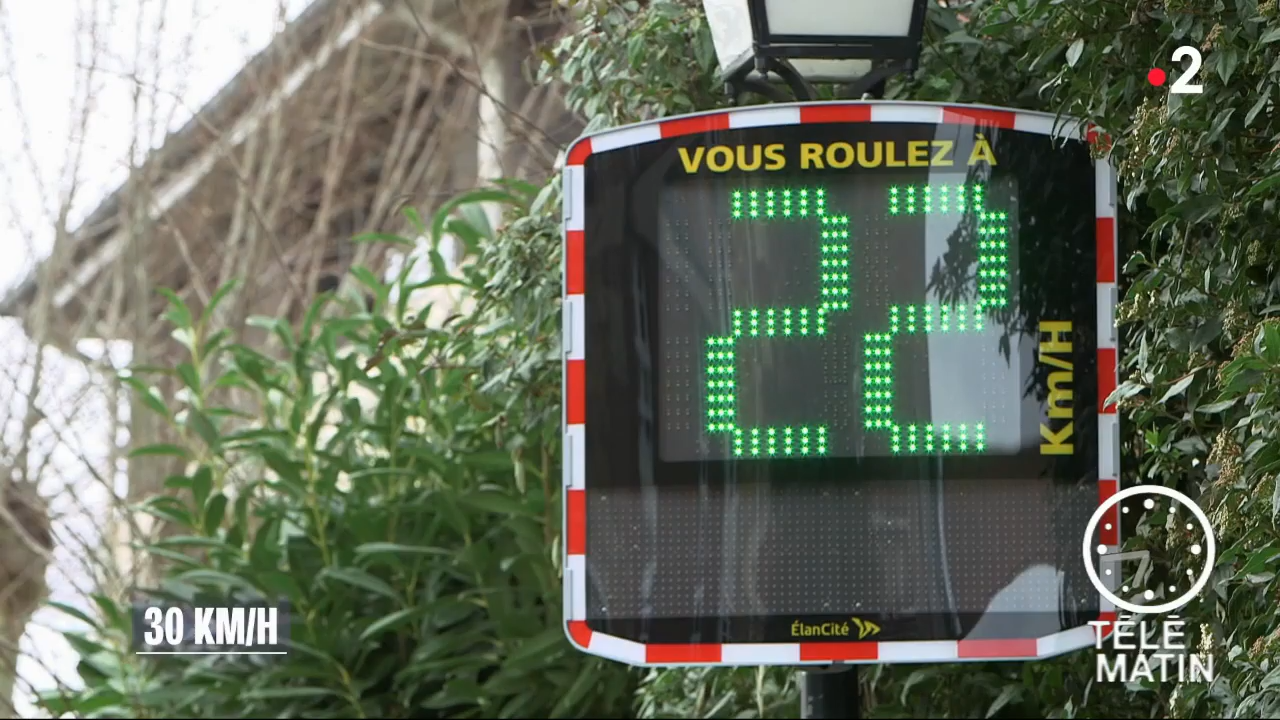 2
VOUS ROULEZ À
22
Km/H
ÉlanCité
30 KM/H
TÉLÉ
MATIN